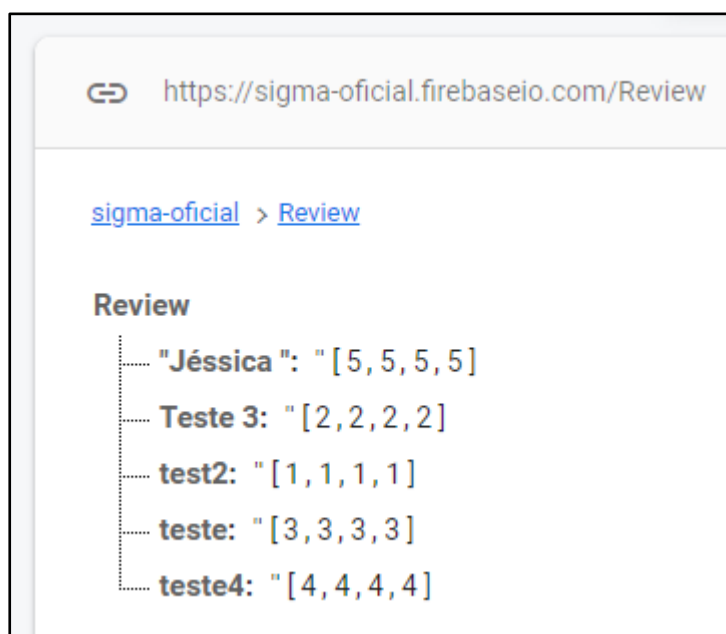 https://sigma-oficial.firebaseio.com/Review
sigma-oficial > Review
Review
"Jéssica ": "[5,5,5,5]
Teste 3: "[2,2,2,2]
test2: "[1,1,1,1]
teste: "[3,3,3,3]
teste4: "[4,4,4,4]